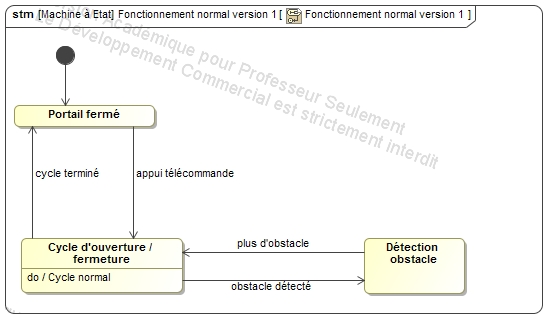 stm [Machine à Etat] Fonctionnement normal version 1 [ Fonctionnement normal version 1 ]
Académique pour Professeur Seulement
Le Développement Commercial est strictement interdit
Portail fermé
cycle terminé
appui télécommande
Cycle d'ouverture /
fermeture
do / Cycle normal
plus d'obstacle
obstacle détecté
Détection
obstacle